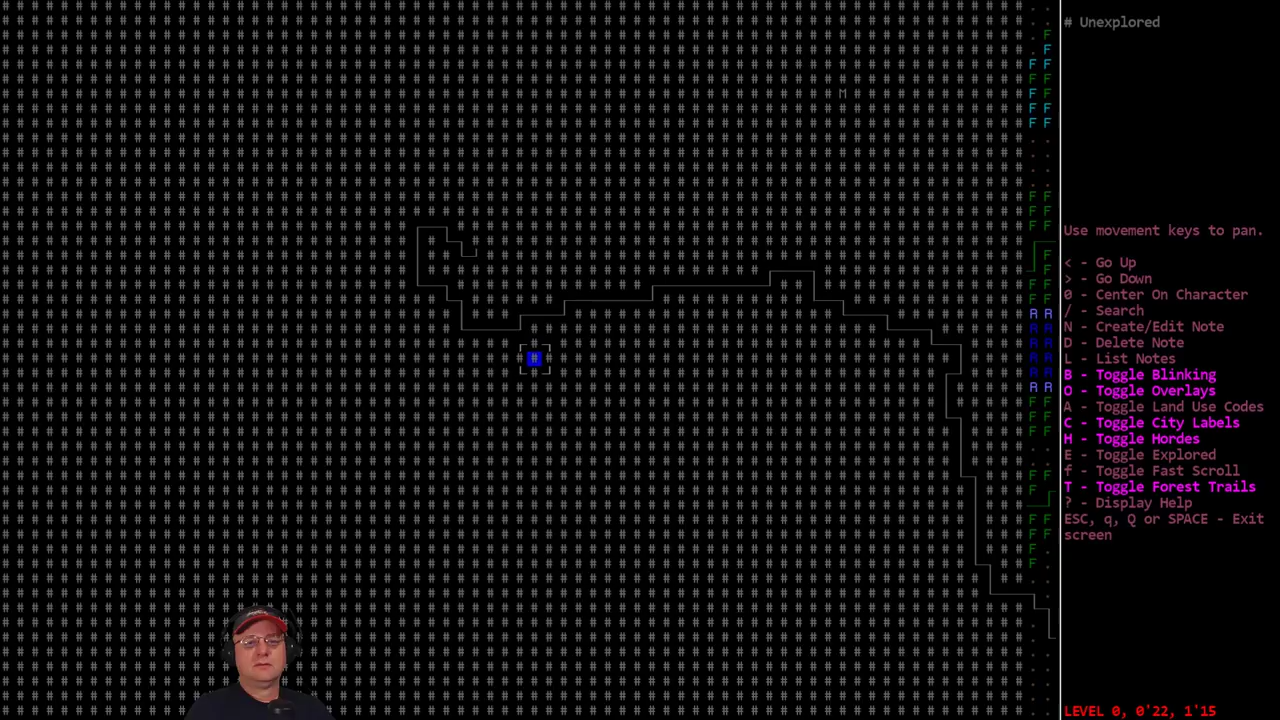 # Unexplored
M
Use movement keys to pan.
< - Go Up
> - Go Down
0 - Center On Character
/ - Search
N - Create/Edit Note
D - Delete Note
L - List Notes
B - Toggle Blinking
O - Toggle Overlays
A - Toggle Land Use Codes
C - Toggle City Labels
H - Toggle Hordes
E - Toggle Explored
f - Toggle Fast Scroll
T - Toggle Forest Trails
? - Display Help
ESC, q, Q or SPACE - Exit
screen
LEVEL 0, 0'22, 1'15